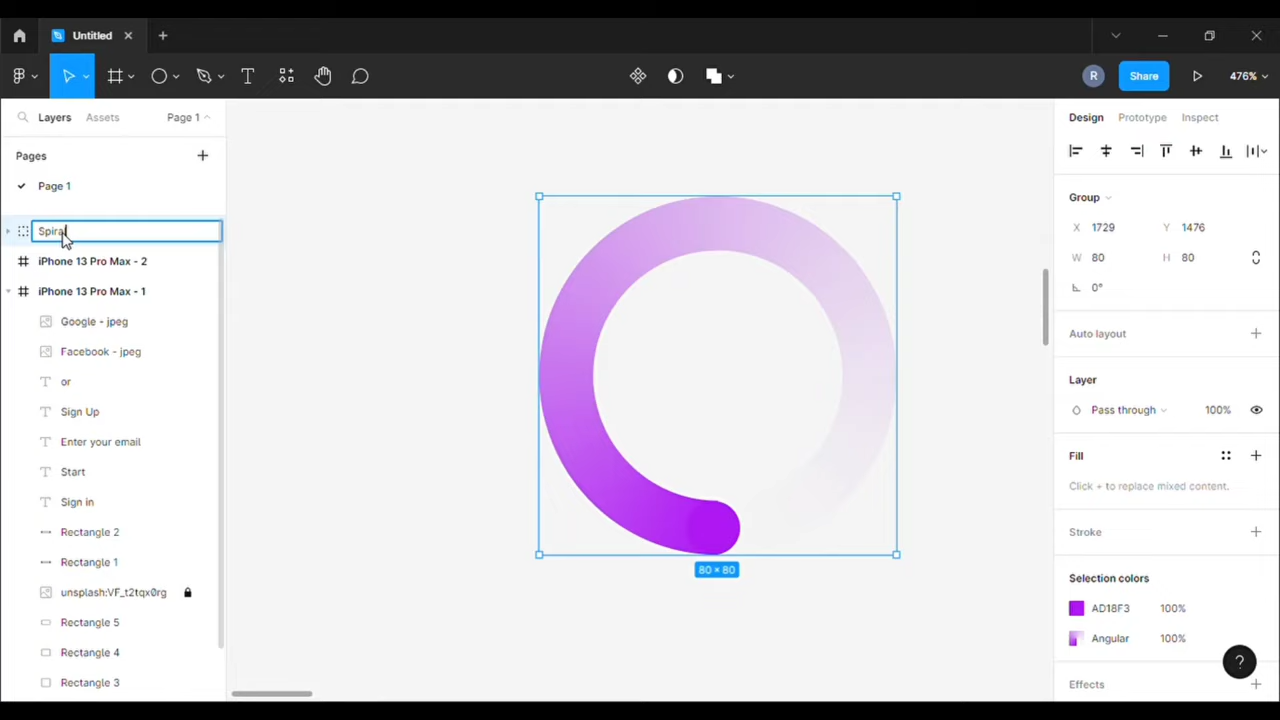 Untitled
R
Share
476%
Layers
Assets
Page 1
Design
Prototype
Inspect
Pages
Page 1
Spiral
iPhone 13 Pro Max - 2
iPhone 13 Pro Max - 1
Google - jpeg
Facebook - jpeg
or
Sign Up
Enter your email
Start
Sign in
Rectangle 2
Rectangle 1
unsplash:VF_t2tqx0rg
Rectangle 5
Rectangle 4
Rectangle 3
80 × 80
Group
X 1729 Y 1476
W 80 H 80
0°
Auto layout
Layer
Pass through 100%
Fill
Click + to replace mixed content.
Stroke
Selection colors
AD18F3 100%
Angular 100%
?
Effects